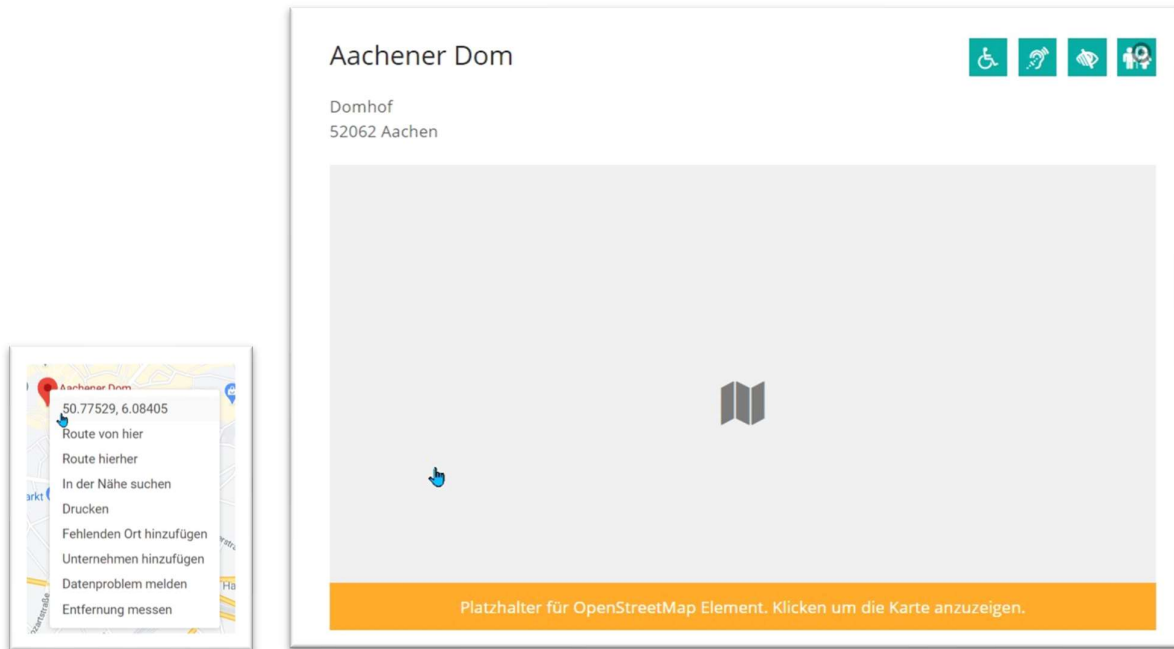 Aachener Dom
50.77529, 6.08405
Route von hier
Route hierher
In der Nähe suchen
Drucken
Fehlenden Ort hinzufügen
Unternehmen hinzufügen
Datenproblem melden
Entfernung messen
Aachener Dom
Domhof
52062 Aachen
Platzhalter für OpenStreetMap Element. Klicken um die Karte anzuzeigen.